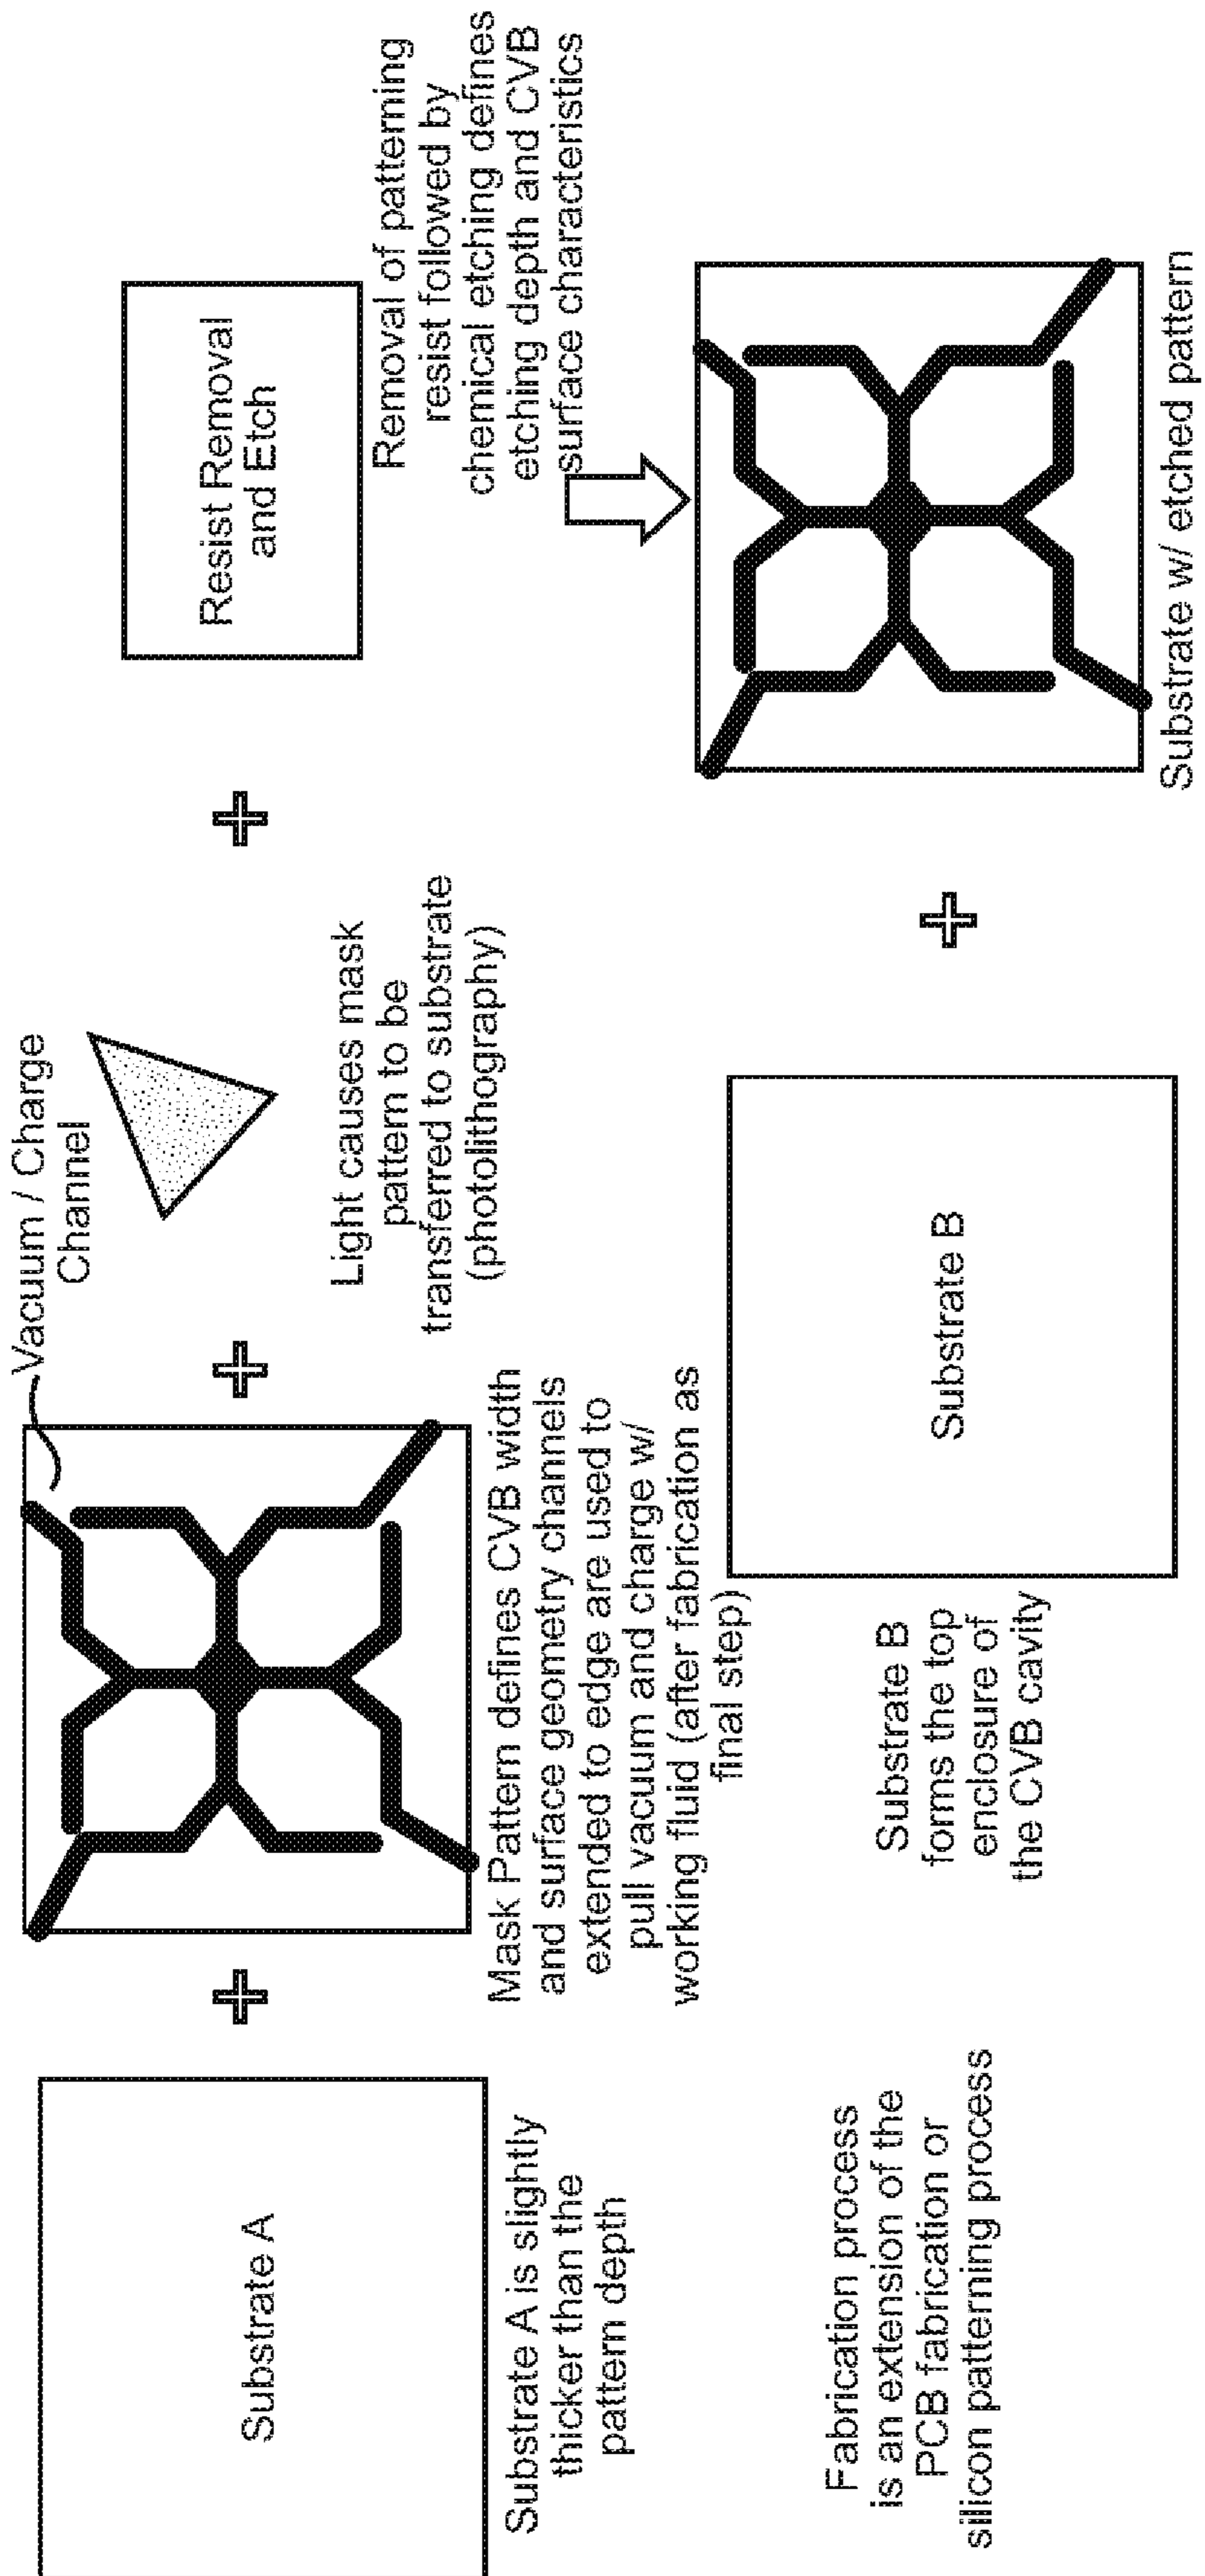 Substrate A
Substrate A is slightly
thicker than the
pattern depth
Vacuum / Charge
Channel
Mask Pattern defines CVB width
and surface geometry channels
extended to edge are used to
pull vacuum and charge w/
working fluid (after fabrication as
final step)
Light causes mask
pattern to be
transferred to substrate
(photolithography)
Resist Removal
and Etch
Removal of patterning
resist followed by
chemical etching defines
etching depth and CVB
surface characteristics
Fabrication process
is an extension of the
PCB fabrication or
silicon patterning process
Substrate B
forms the top
enclosure of
the CVB cavity
Substrate B
Substrate w/ etched pattern